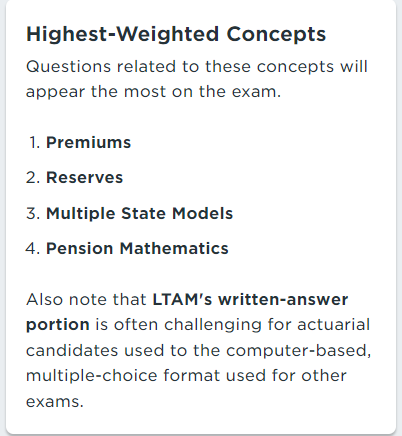 Highest-Weighted Concepts
Questions related to these concepts will
appear the most on the exam.
1. Premiums
2. Reserves
3. Multiple State Models
4. Pension Mathematics
Also note that LTAM's written-answer
portion is often challenging for actuarial
candidates used to the computer-based,
multiple-choice format used for other
exams.